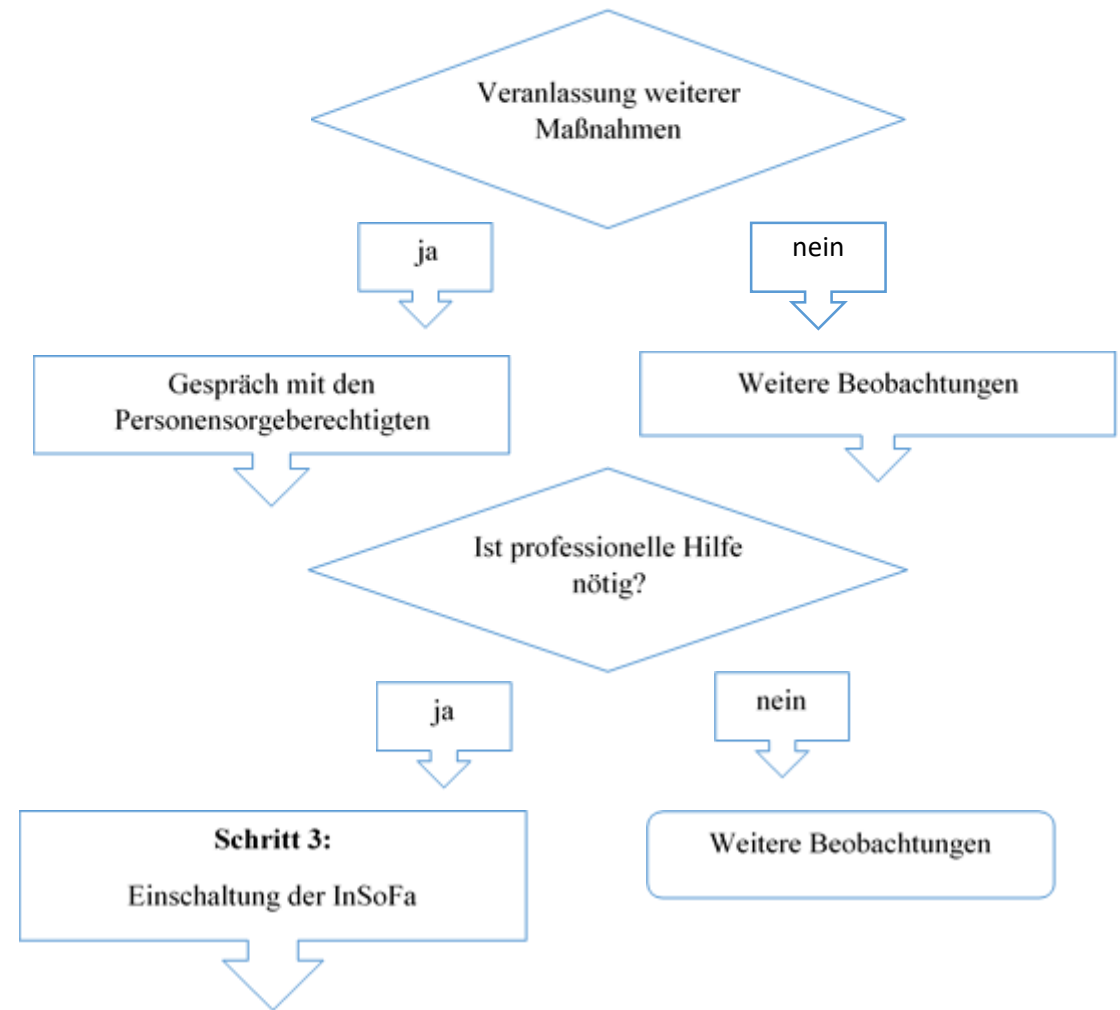 Veranlassung weiterer
Maßnahmen
ja
nein
Gespräch mit den
Personensorgeberechtigten
Weitere Beobachtungen
Ist professionelle Hilfe
nötig?
ja
nein
Schritt 3:
Einschaltung der InSoFa
Weitere Beobachtungen